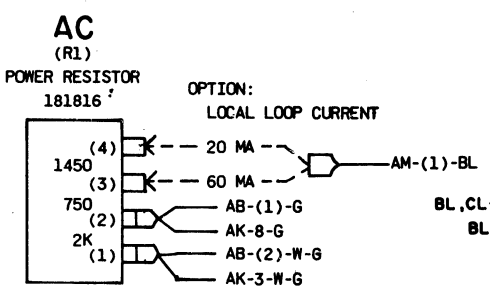 AC
(R1)
POWER RESISTOR
181816
OPTION:
LOCAL LOOP CURRENT
(4) 20 MA
1450
AM-(1)-BL
(3) 60 MA
750
AB-(1)-G
BL,CL
(2)
AK-8-G
BL
2K
AB-(2)-W-G
(1)
AK-3-W-G